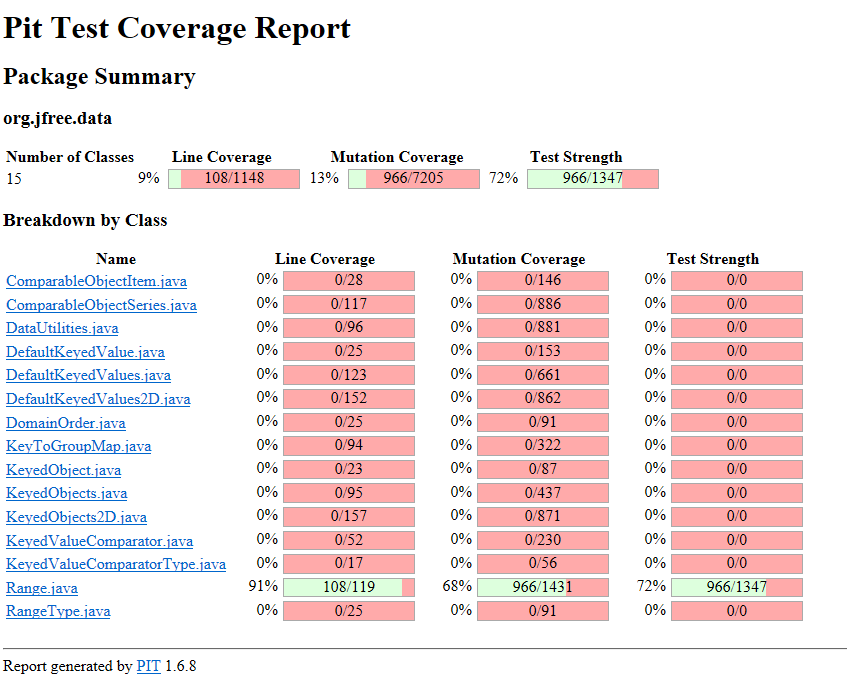 Pit Test Coverage Report
Package Summary
org.jfree.data
Number of Classes Line Coverage Mutation Coverage Test Strength
15 9% 108/1148 13% 966/7205 72% 966/1347
Breakdown by Class
Name Line Coverage Mutation Coverage Test Strength
ComparableObjectItem.java 0% 0/28 0% 0/146 0% 0/0
ComparableObjectSeries.java 0% 0/117 0% 0/886 0% 0/0
DataUtilities.java 0% 0/96 0% 0/881 0% 0/0
DefaultKeyedValue.java 0% 0/25 0% 0/153 0% 0/0
DefaultKeyedValues.java 0% 0/123 0% 0/661 0% 0/0
DefaultKeyedValues2D.java 0% 0/152 0% 0/862 0% 0/0
DomainOrder.java 0% 0/25 0% 0/91 0% 0/0
KeyToGroupMap.java 0% 0/94 0% 0/322 0% 0/0
KeyedObject.java 0% 0/23 0% 0/87 0% 0/0
KeyedObjects.java 0% 0/95 0% 0/437 0% 0/0
KeyedObjects2D.java 0% 0/157 0% 0/871 0% 0/0
KeyedValueComparator.java 0% 0/52 0% 0/230 0% 0/0
KeyedValueComparatorType.java 0% 0/17 0% 0/56 0% 0/0
Range.java 91% 108/119 68% 966/1431 72% 966/1347
RangeType.java 0% 0/25 0% 0/91 0% 0/0
Report generated by PIT 1.6.8